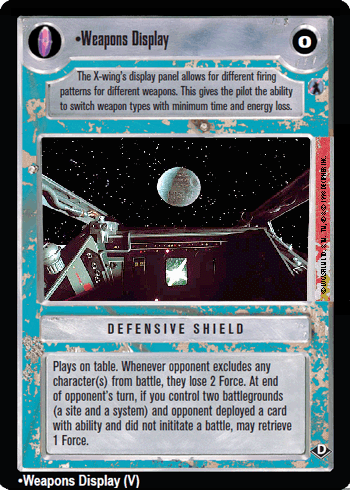 •Weapons Display
0
The X-wing's display panel allows for different firing
patterns for different weapons. This gives the pilot the ability
to switch weapon types with minimum time and energy loss.
DEFENSIVE SHIELD
Plays on table. Whenever opponent excludes any
character(s) from battle, they lose 2 Force. At end
of opponent's turn, if you control two battlegrounds
(a site and a system) and opponent deployed a card
with ability and did not inititate a battle, may retrieve
1 Force.
D
•Weapons Display (V)